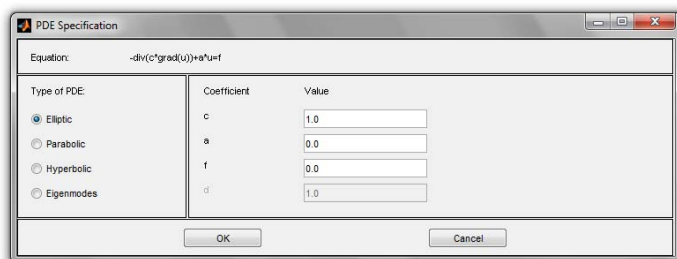 PDE Specification
Equation: -div(c*grad(u))+a*u=f
Type of PDE: Coefficient Value
Elliptic c 1.0
Parabolic a 0.0
Hyperbolic f 0.0
Eigenmodes d 1.0
OK Cancel